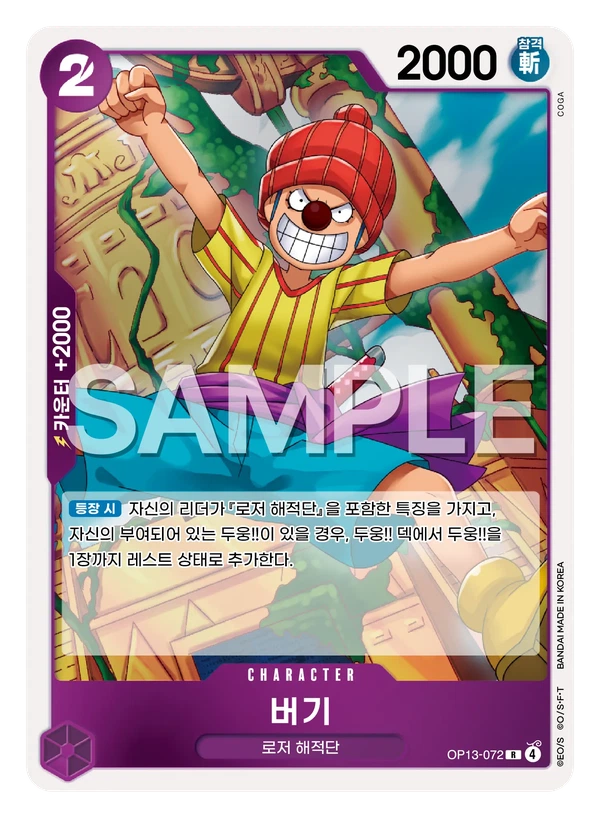 2
2000
참격
斬
COGA
카운터 +2000
SAMPLE
등장 시 자신의 리더가 『로저 해적단』을 포함한 특징을 가지고,
자신의 부여되어 있는 두웅!!이 있을 경우, 두웅!! 덱에서 두웅!!을
1장까지 레스트 상태로 추가한다.
CHARACTER
버기
로저 해적단
OP13-072 R 4
©EO/S ©O/S·F·T BANDAI MADE IN KOREA